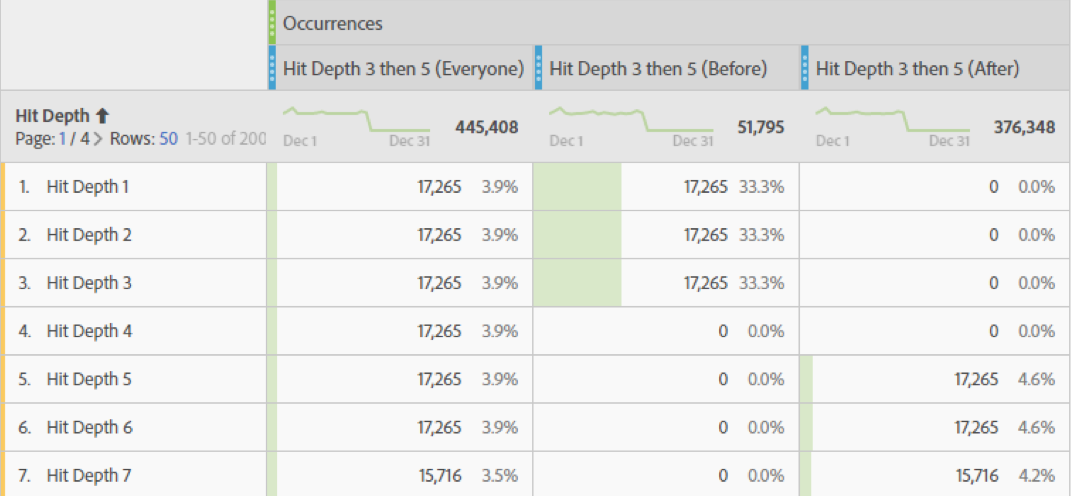 Occurrences
Hit Depth 3 then 5 (Everyone) Hit Depth 3 then 5 (Before) Hit Depth 3 then 5 (After)
Hit Depth ↑
Page: 1 / 4 > Rows: 50 1-50 of 200
Dec 1 Dec 31 445,408 Dec 1 Dec 31 51,795 Dec 1 Dec 31 376,348
1. Hit Depth 1 17,265 3.9% 17,265 33.3% 0 0.0%
2. Hit Depth 2 17,265 3.9% 17,265 33.3% 0 0.0%
3. Hit Depth 3 17,265 3.9% 17,265 33.3% 0 0.0%
4. Hit Depth 4 17,265 3.9% 0 0.0% 0 0.0%
5. Hit Depth 5 17,265 3.9% 0 0.0% 17,265 4.6%
6. Hit Depth 6 17,265 3.9% 0 0.0% 17,265 4.6%
7. Hit Depth 7 15,716 3.5% 0 0.0% 15,716 4.2%